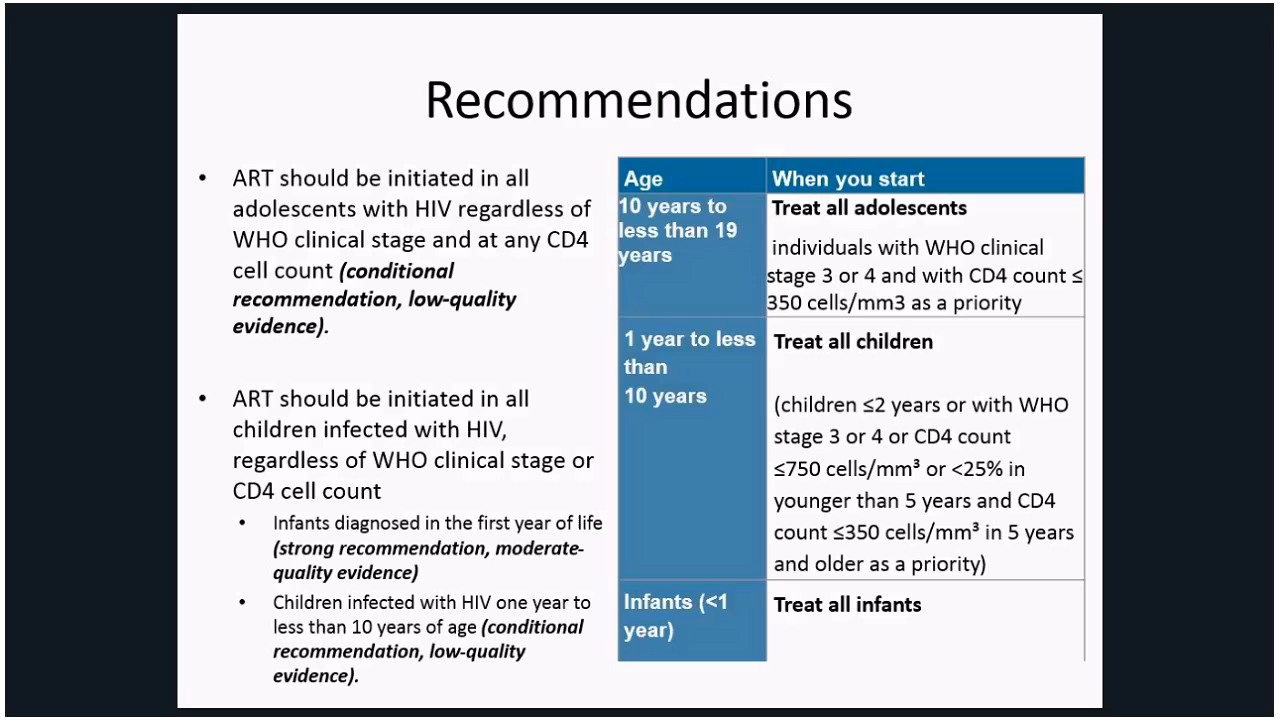 Recommendations
• ART should be initiated in all
adolescents with HIV regardless of
WHO clinical stage and at any CD4
cell count (conditional
recommendation, low-quality
evidence).
• ART should be initiated in all
children infected with HIV,
regardless of WHO clinical stage or
CD4 cell count
• Infants diagnosed in the first year of life
(strong recommendation, moderate-
quality evidence)
• Children infected with HIV one year to
less than 10 years of age (conditional
recommendation, low-quality
evidence).
Age
When you start
10 years to
less than 19
years
Treat all adolescents
individuals with WHO clinical
stage 3 or 4 and with CD4 count ≤
350 cells/mm3 as a priority
1 year to less
than
10 years
Treat all children
(children ≤2 years or with WHO
stage 3 or 4 or CD4 count
≤750 cells/mm³ or <25% in
younger than 5 years and CD4
count ≤350 cells/mm³ in 5 years
and older as a priority)
Infants (<1
year)
Treat all infants